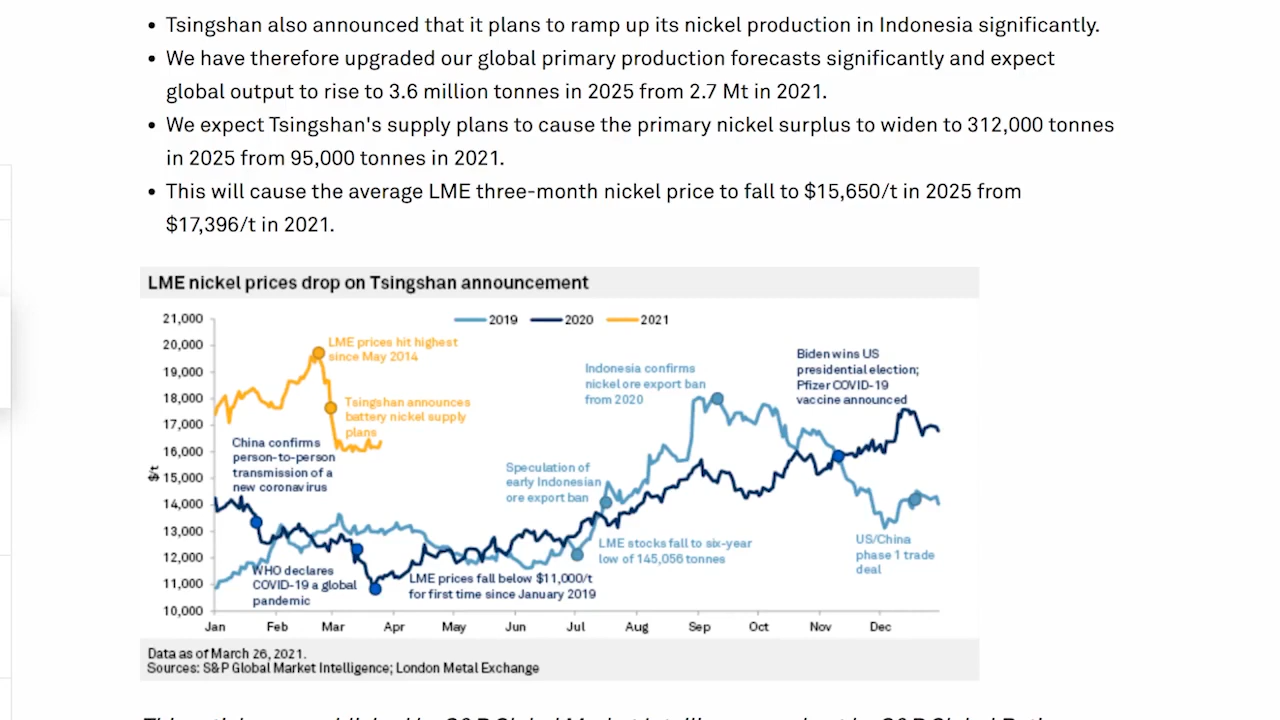 • Tsingshan also announced that it plans to ramp up its nickel production in Indonesia significantly.
• We have therefore upgraded our global primary production forecasts significantly and expect
global output to rise to 3.6 million tonnes in 2025 from 2.7 Mt in 2021.
• We expect Tsingshan's supply plans to cause the primary nickel surplus to widen to 312,000 tonnes
in 2025 from 95,000 tonnes in 2021.
• This will cause the average LME three-month nickel price to fall to $15,650/t in 2025 from
$17,396/t in 2021.
LME nickel prices drop on Tsingshan announcement
2019 2020 2021
$/t
21,000
20,000
19,000
18,000
17,000
16,000
15,000
14,000
13,000
12,000
11,000
10,000
LME prices hit highest
since May 2014
Tsingshan announces
battery nickel supply
plans
China confirms
person-to-person
transmission of a
new coronavirus
WHO declares
COVID-19 a global
pandemic
LME prices fall below $11,000/t
for first time since January 2019
Speculation of
early Indonesian
ore export ban
LME stocks fall to six-year
low of 145,056 tonnes
Indonesia confirms
nickel ore export ban
from 2020
Biden wins US
presidential election;
Pfizer COVID-19
vaccine announced
US/China
phase 1 trade
deal
Jan Feb Mar Apr May Jun Jul Aug Sep Oct Nov Dec
Data as of March 26, 2021.
Sources: S&P Global Market Intelligence; London Metal Exchange